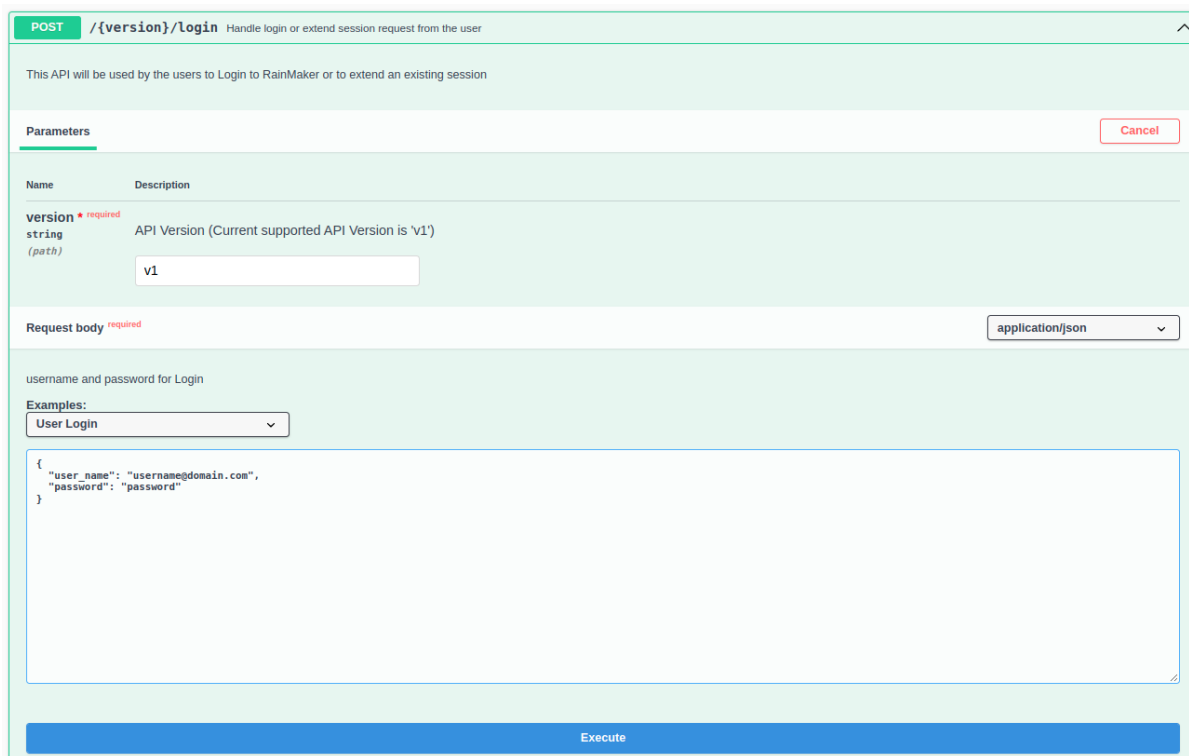 POST /{version}/login Handle login or extend session request from the user
This API will be used by the users to Login to RainMaker or to extend an existing session
Parameters Cancel
Name Description
version * required
string
(path)
API Version (Current supported API Version is 'v1')
v1
Request body required application/json
username and password for Login
Examples:
User Login
{
  "user_name": "username@domain.com",
  "password": "password"
}
Execute